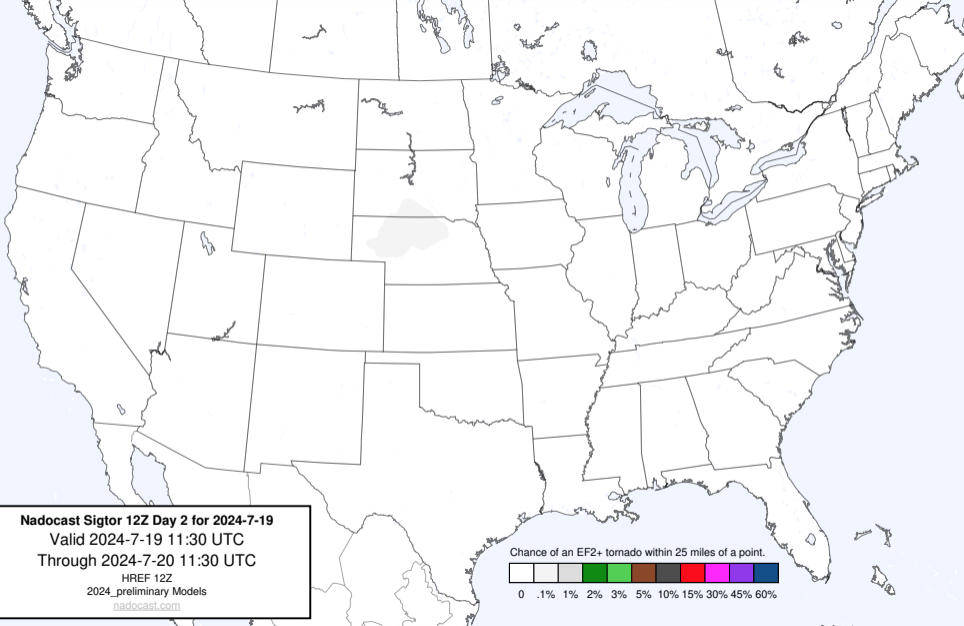 Nadocast Sigtor 12Z Day 2 for 2024-7-19
Valid 2024-7-19 11:30 UTC
Through 2024-7-20 11:30 UTC
HREF 12Z
2024_preliminary Models
nadocast.com
Chance of an EF2+ tornado within 25 miles of a point.
0 .1% 1% 2% 3% 5% 10% 15% 30% 45% 60%